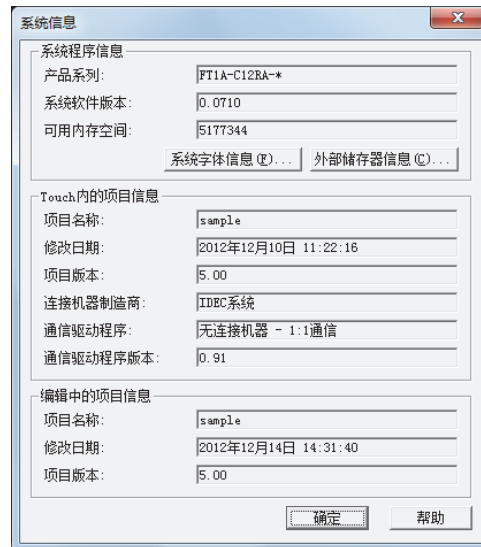 系统信息
系统程序信息
产品系列: FT1A-C12RA-*
系统软件版本: 0.0710
可用内存空间: 5177344
系统字体信息(F)... 外部储存器信息(C)...
Touch内的项目信息
项目名称: sample
修改日期: 2012年12月10日 11:22:16
项目版本: 5.00
连接机器制造商: IDEC系统
通信驱动程序: 无连接机器 - 1:1通信
通信驱动程序版本: 0.91
编辑中的项目信息
项目名称: sample
修改日期: 2012年12月14日 14:31:40
项目版本: 5.00
确定 帮助